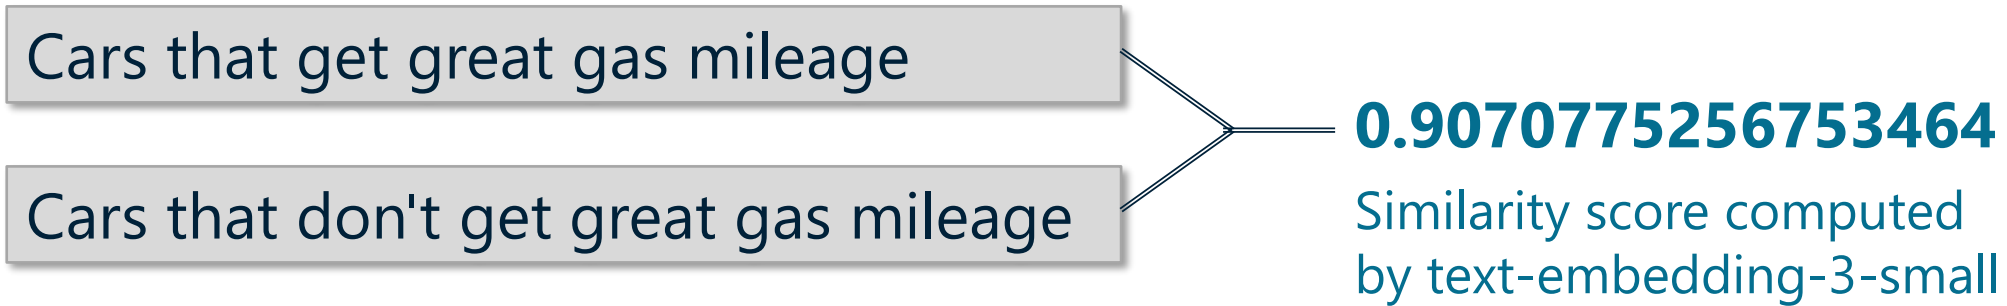 Cars that get great gas mileage
Cars that don't get great gas mileage
0.9070775256753464
Similarity score computed
by text-embedding-3-small